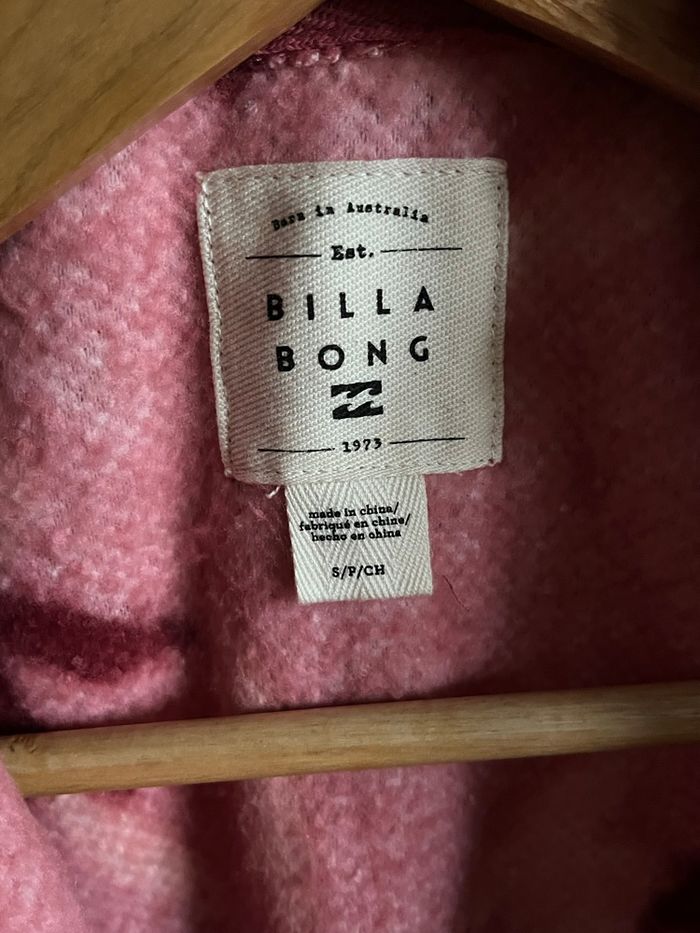 Born in Australia
Est.
BILLA
BONG
1973
made in china/
fabriqué en chine/
hecho en china
S/P/CH